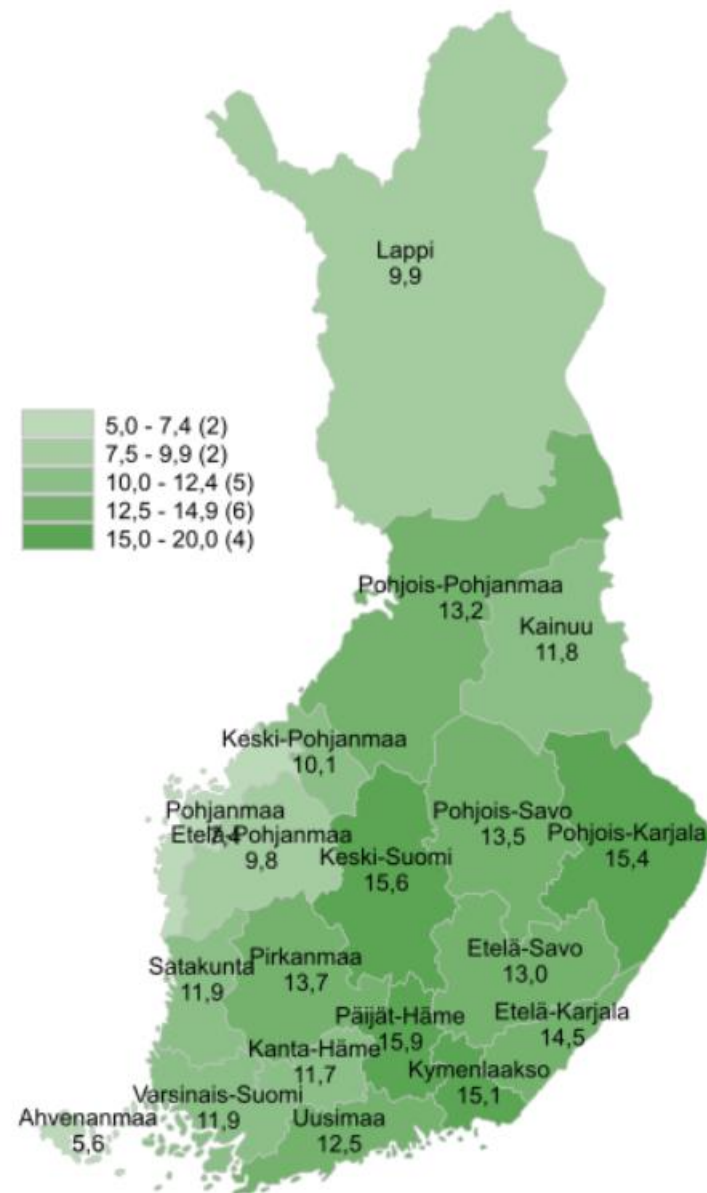 Lappi
9,9
5,0 - 7,4 (2)
7,5 - 9,9 (2)
10,0 - 12,4 (5)
12,5 - 14,9 (6)
15,0 - 20,0 (4)
Pohjois-Pohjanmaa
13,2
Kainuu
11,8
Keski-Pohjanmaa
10,1
Pohjanmaa
7,4
Etelä-Pohjanmaa
9,8
Keski-Suomi
15,6
Pohjois-Savo
13,5
Pohjois-Karjala
15,4
Satakunta
11,9
Pirkanmaa
13,7
Etelä-Savo
13,0
Etelä-Karjala
14,5
Päijät-Häme
15,9
Kanta-Häme
11,7
Kymenlaakso
15,1
Varsinais-Suomi
11,9
Ahvenanmaa
5,6
Uusimaa
12,5